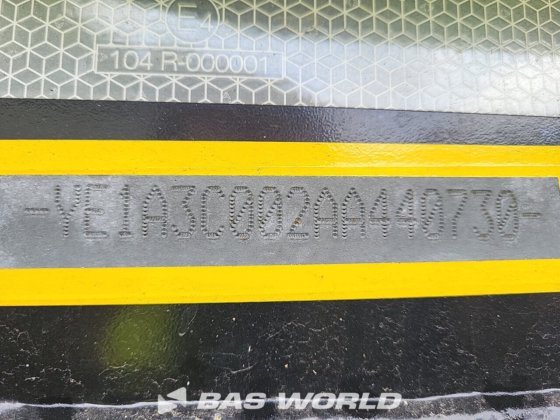 E4
104 R-000001
-YE1A3C002AA440730-
BAS WORLD